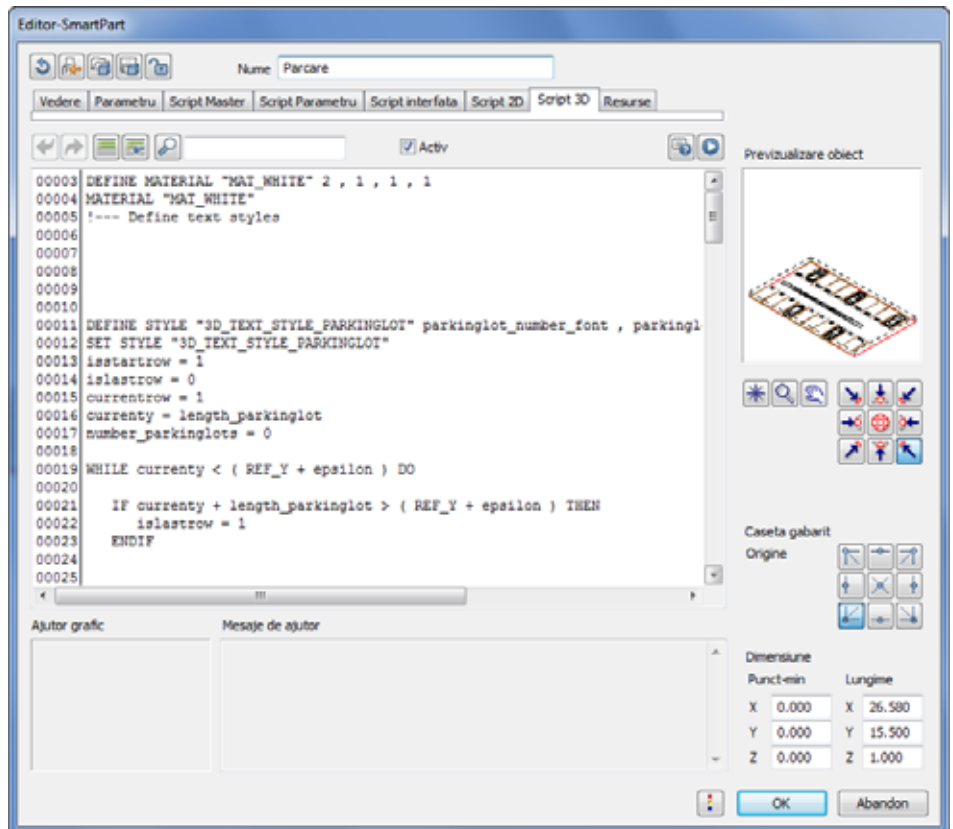 Editor-SmartPart
Nume Parcare
Vedere Parametru Script Master Script Parametru Script interfata Script 2D Script 3D Resurse
Activ
Previzualizare obiect
00003 DEFINE MATERIAL "MAT_WHITE" 2 , 1 , 1 , 1
00004 MATERIAL "MAT_WHITE"
00005 !--- Define text styles
00006
00007
00008
00009
00010
00011 DEFINE STYLE "3D_TEXT_STYLE_PARKINGLOT" parkinglot_number_font , parkingl
00012 SET STYLE "3D_TEXT_STYLE_PARKINGLOT"
00013 isstartrow = 1
00014 islastrow = 0
00015 currentrow = 1
00016 currenty = length_parkinglot
00017 number_parkinglots = 0
00018
00019 WHILE currenty < ( REF_Y + epsilon ) DO
00020
00021 IF currenty + length_parkinglot > ( REF_Y + epsilon ) THEN
00022 islastrow = 1
00023 ENDIF
00024
00025
Caseta gabarit
Origine
Ajutor grafic Mesaje de ajutor
Dimensiune
Punct-min Lungime
X 0.000 X 26.580
Y 0.000 Y 15.500
Z 0.000 Z 1.000
OK Abandon